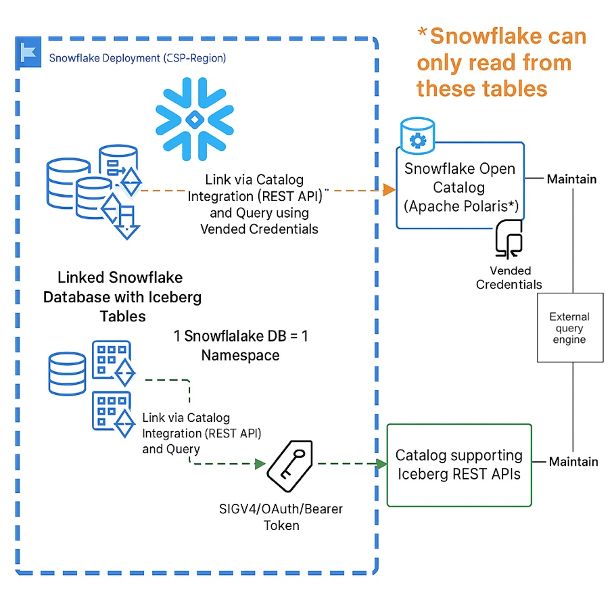 Snowflake Deployment (CSP-Region)
*Snowflake can
only read from
these tables
Link via Catalog
Integration (REST API)
and Query using
Vended Credentials
Snowflake Open
Catalog
(Apache Polaris*)
Maintain
Vended
Credentials
Linked Snowflake
Database with Iceberg
Tables
External
query
engine
1 Snowflalake DB = 1
Namespace
Link via Catalog
Integration (REST API)
and Query
SIGV4/OAuth/Bearer
Token
Catalog supporting
Iceberg REST APIs
Maintain